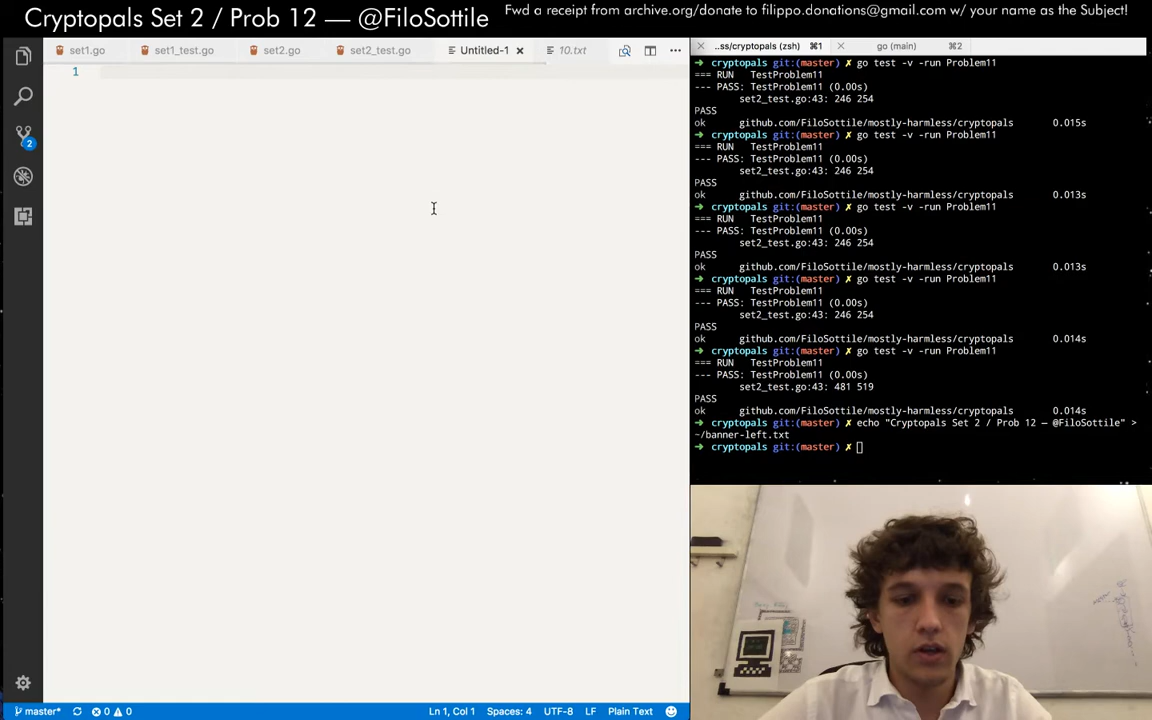 Cryptopals Set 2 / Prob 12 — @FiloSottile
Fwd a receipt from archive.org/donate to filippo.donations@gmail.com w/ your name as the Subject!
set1.go
set1_test.go
set2.go
set2_test.go
Untitled-1
10.txt
1
2
..ss/cryptopals (zsh) ⌘1
go (main) ⌘2
➜ cryptopals git:(master) ✗ go test -v -run Problem11
=== RUN TestProblem11
--- PASS: TestProblem11 (0.00s)
set2_test.go:43: 246 254
PASS
ok github.com/FiloSottile/mostly-harmless/cryptopals 0.015s
➜ cryptopals git:(master) ✗ go test -v -run Problem11
=== RUN TestProblem11
--- PASS: TestProblem11 (0.00s)
set2_test.go:43: 246 254
PASS
ok github.com/FiloSottile/mostly-harmless/cryptopals 0.013s
➜ cryptopals git:(master) ✗ go test -v -run Problem11
=== RUN TestProblem11
--- PASS: TestProblem11 (0.00s)
set2_test.go:43: 246 254
PASS
ok github.com/FiloSottile/mostly-harmless/cryptopals 0.013s
➜ cryptopals git:(master) ✗ go test -v -run Problem11
=== RUN TestProblem11
--- PASS: TestProblem11 (0.00s)
set2_test.go:43: 246 254
PASS
ok github.com/FiloSottile/mostly-harmless/cryptopals 0.014s
➜ cryptopals git:(master) ✗ go test -v -run Problem11
=== RUN TestProblem11
--- PASS: TestProblem11 (0.00s)
set2_test.go:43: 481 519
PASS
ok github.com/FiloSottile/mostly-harmless/cryptopals 0.014s
➜ cryptopals git:(master) ✗ echo "Cryptopals Set 2 / Prob 12 — @FiloSottile" >
~/banner-left.txt
➜ cryptopals git:(master) ✗
master* 0 0 Ln 1, Col 1 Spaces: 4 UTF-8 LF Plain Text